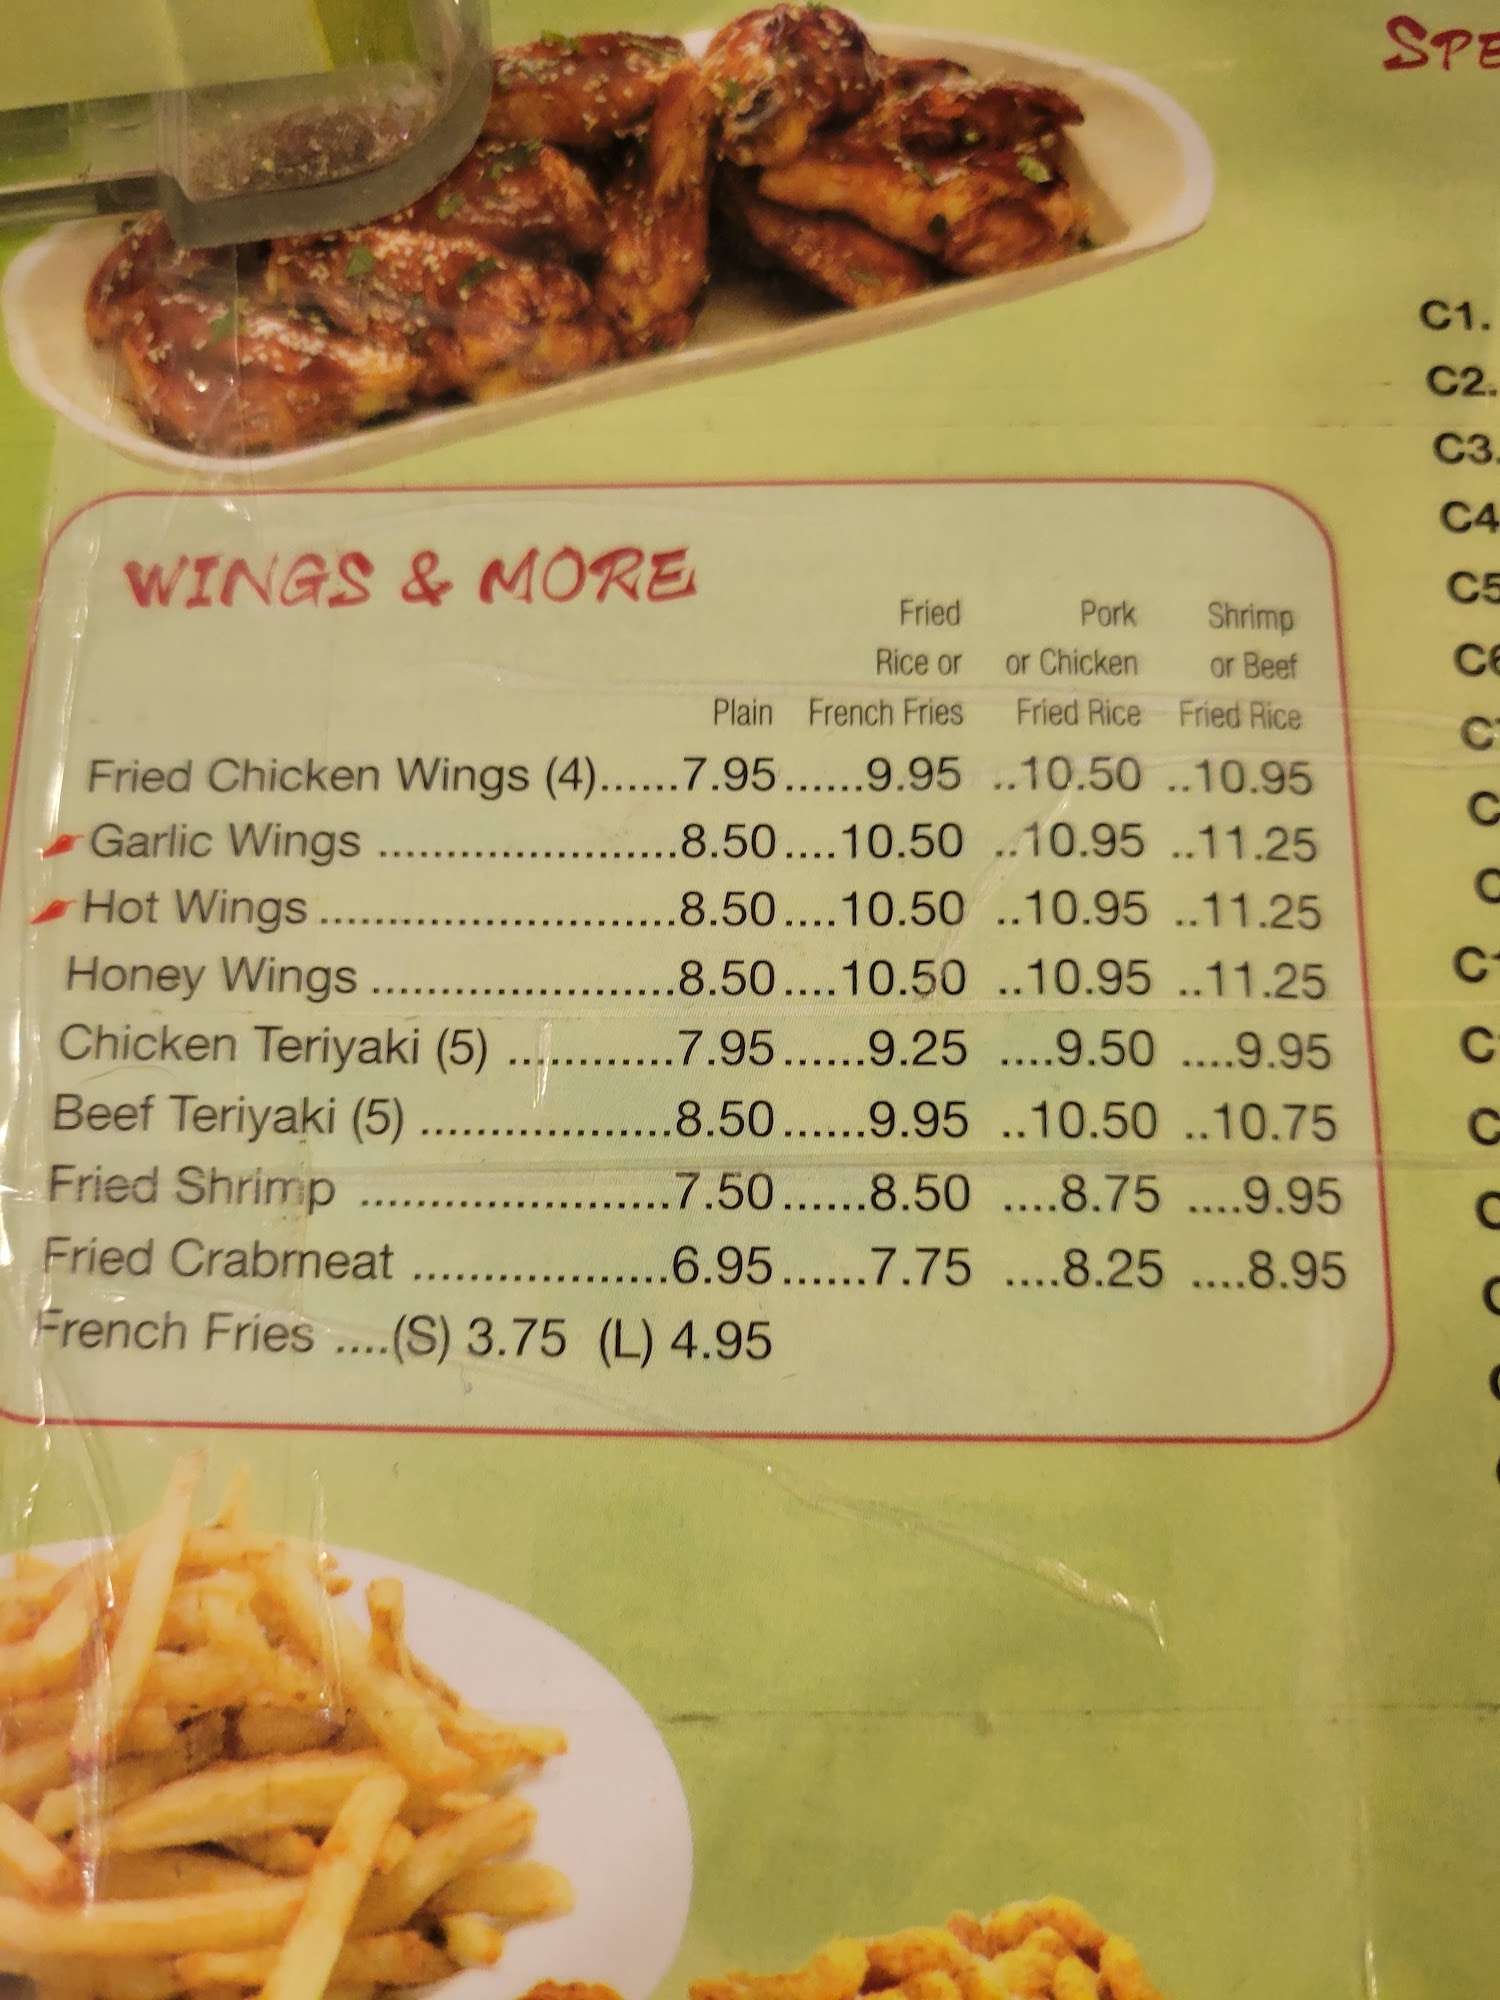 SPE
C1.
C2.
C3.
C4
C5
WINGS & MORE
Fried Pork Shrimp
Rice or or Chicken or Beef
Plain French Fries Fried Rice Fried Rice
Fried Chicken Wings (4)......7.95......9.95 ..10.50 ..10.95
Garlic Wings ......................8.50....10.50 ..10.95 ..11.25
Hot Wings ..........................8.50....10.50 ..10.95 ..11.25
Honey Wings ......................8.50....10.50 ..10.95 ..11.25
Chicken Teriyaki (5) ............7.95......9.25 ....9.50 ....9.95
Beef Teriyaki (5) ..................8.50......9.95 ..10.50 ..10.75
Fried Shrimp ......................7.50......8.50 ....8.75 ....9.95
Fried Crabmeat ..................6.95......7.75 ....8.25 ....8.95
French Fries ....(S) 3.75 (L) 4.95